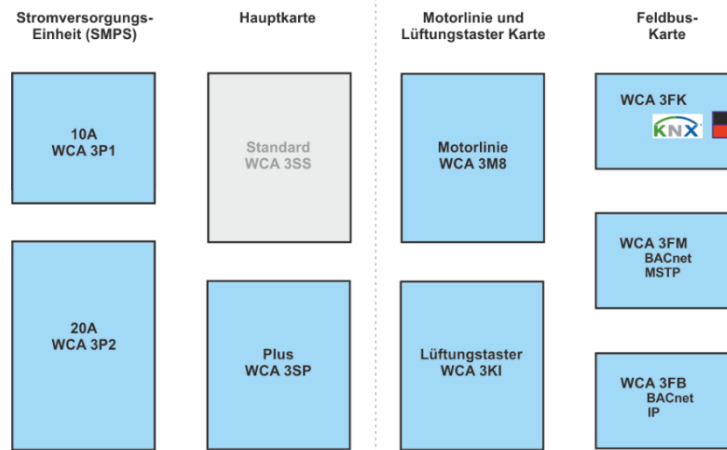 Stromversorgungs-
Einheit (SMPS)
10A
WCA 3P1
20A
WCA 3P2
Hauptkarte
Standard
WCA 3SS
Plus
WCA 3SP
Motorlinie und
Lüftungstaster Karte
Motorlinie
WCA 3M8
Lüftungstaster
WCA 3KI
Feldbus-
Karte
WCA 3FK
KNX
WCA 3FM
BACnet
MSTP
WCA 3FB
BACnet
IP